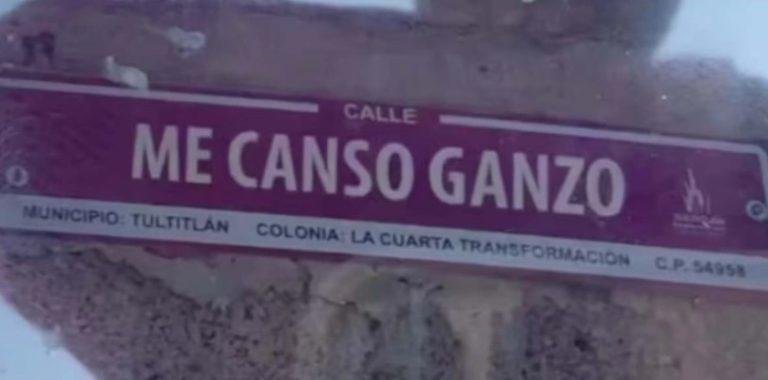 CALLE
ME CANSO GANZO
MUNICIPIO: TULTITLÁN COLONIA: LA CUARTA TRANSFORMACIÓN C.P. 54958